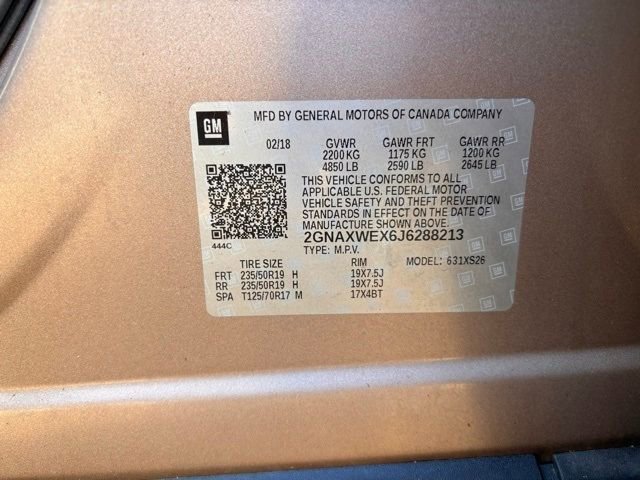 MFD BY GENERAL MOTORS OF CANADA COMPANY
GM
02/18 GVWR GAWR FRT GAWR RR
2200 KG 1175 KG 1200 KG
4850 LB 2590 LB 2645 LB
THIS VEHICLE CONFORMS TO ALL
APPLICABLE U.S. FEDERAL MOTOR
VEHICLE SAFETY AND THEFT PREVENTION
STANDARDS IN EFFECT ON THE DATE OF
MANUFACTURE SHOWN ABOVE.
2GNAXWEX6J6288213
444C
TYPE: M.P.V.
TIRE SIZE RIM MODEL: 631XS26
FRT 235/50R19 H 19X7.5J
RR 235/50R19 H 19X7.5J
SPA T125/70R17 M 17X4BT